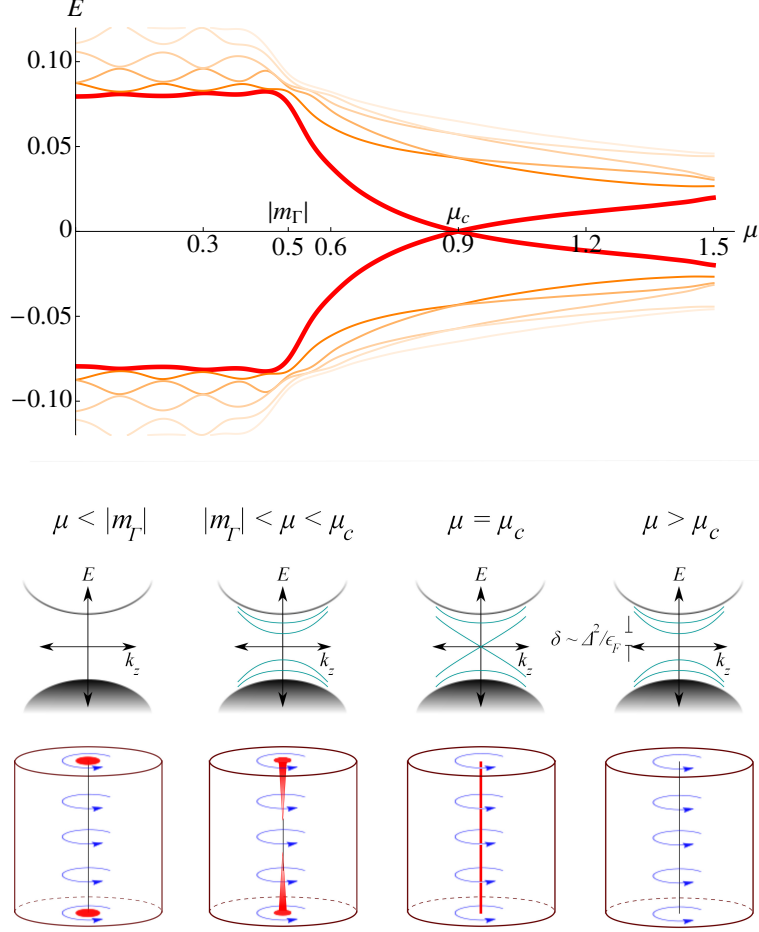 E
0.10
0.05
|m_Γ| μ_c
0 0.3 0.5 0.6 0.9 1.2 1.5 μ
−0.05
−0.10
μ < |m_Γ| |m_Γ| < μ < μ_c μ = μ_c μ > μ_c
E E E E
δ ~ Δ²/ϵ_F
k_z k_z k_z k_z